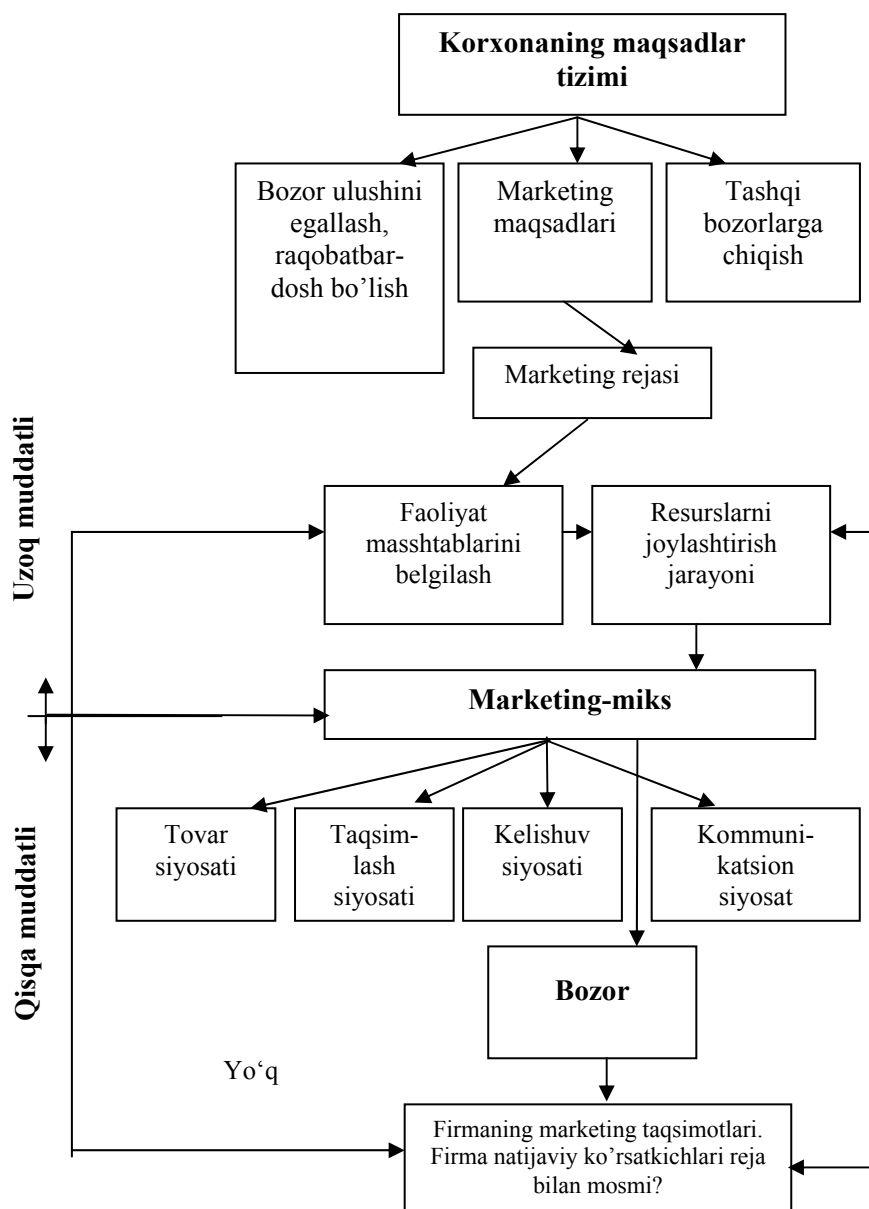 Korxonaning maqsadlar
tizimi
Bozor ulushini
egallash,
raqobatbar-
dosh bo’lish
Marketing
maqsadlari
Tashqi
bozorlarga
chiqish
Marketing rejasi
Uzoq muddatli
Faoliyat
masshtablarini
belgilash
Resurslarni
joylashtirish
jarayoni
Marketing-miks
Qisqa muddatli
Tovar
siyosati
Taqsim-
lash
siyosati
Kelishuv
siyosati
Kommuni-
katsion
siyosat
Bozor
Yo‘q
Firmaning marketing taqsimotlari.
Firma natijaviy ko’rsatkichlari reja
bilan mosmi?